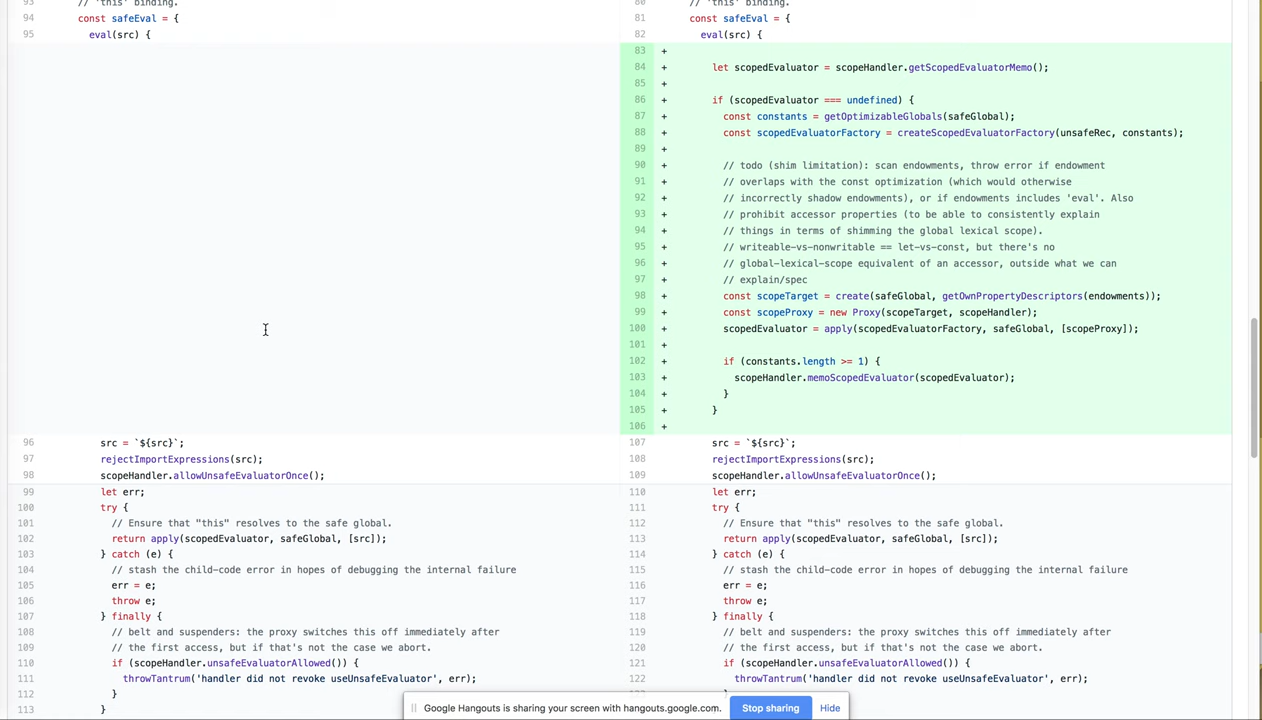 93 // 'this' binding.
94 const safeEval = {
95 eval(src) {
96 src = `${src}`;
97 rejectImportExpressions(src);
98 scopeHandler.allowUnsafeEvaluatorOnce();
99 let err;
100 try {
101 // Ensure that "this" resolves to the safe global.
102 return apply(scopedEvaluator, safeGlobal, [src]);
103 } catch (e) {
104 // stash the child-code error in hopes of debugging the internal failure
105 err = e;
106 throw e;
107 } finally {
108 // belt and suspenders: the proxy switches this off immediately after
109 // the first access, but if that's not the case we abort.
110 if (scopeHandler.unsafeEvaluatorAllowed()) {
111 throwTantrum('handler did not revoke useUnsafeEvaluator', err);
112 }
113 }
80 // 'this' binding.
81 const safeEval = {
82 eval(src) {
83 +
84 + let scopedEvaluator = scopeHandler.getScopedEvaluatorMemo();
85 +
86 + if (scopedEvaluator === undefined) {
87 + const constants = getOptimizableGlobals(safeGlobal);
88 + const scopedEvaluatorFactory = createScopedEvaluatorFactory(unsafeRec, constants);
89 +
90 + // todo (shim limitation): scan endowments, throw error if endowment
91 + // overlaps with the const optimization (which would otherwise
92 + // incorrectly shadow endowments), or if endowments includes 'eval'. Also
93 + // prohibit accessor properties (to be able to consistently explain
94 + // things in terms of shimming the global lexical scope).
95 + // writeable-vs-nonwritable == let-vs-const, but there's no
96 + // global-lexical-scope equivalent of an accessor, outside what we can
97 + // explain/spec
98 + const scopeTarget = create(safeGlobal, getOwnPropertyDescriptors(endowments));
99 + const scopeProxy = new Proxy(scopeTarget, scopeHandler);
100 + scopedEvaluator = apply(scopedEvaluatorFactory, safeGlobal, [scopeProxy]);
101 +
102 + if (constants.length >= 1) {
103 + scopeHandler.memoScopedEvaluator(scopedEvaluator);
104 + }
105 + }
106 +
107 src = `${src}`;
108 rejectImportExpressions(src);
109 scopeHandler.allowUnsafeEvaluatorOnce();
110 let err;
111 try {
112 // Ensure that "this" resolves to the safe global.
113 return apply(scopedEvaluator, safeGlobal, [src]);
114 } catch (e) {
115 // stash the child-code error in hopes of debugging the internal failure
116 err = e;
117 throw e;
118 } finally {
119 // belt and suspenders: the proxy switches this off immediately after
120 // the first access, but if that's not the case we abort.
121 if (scopeHandler.unsafeEvaluatorAllowed()) {
122 throwTantrum('handler did not revoke useUnsafeEvaluator', err);
Google Hangouts is sharing your screen with hangouts.google.com. Stop sharing Hide